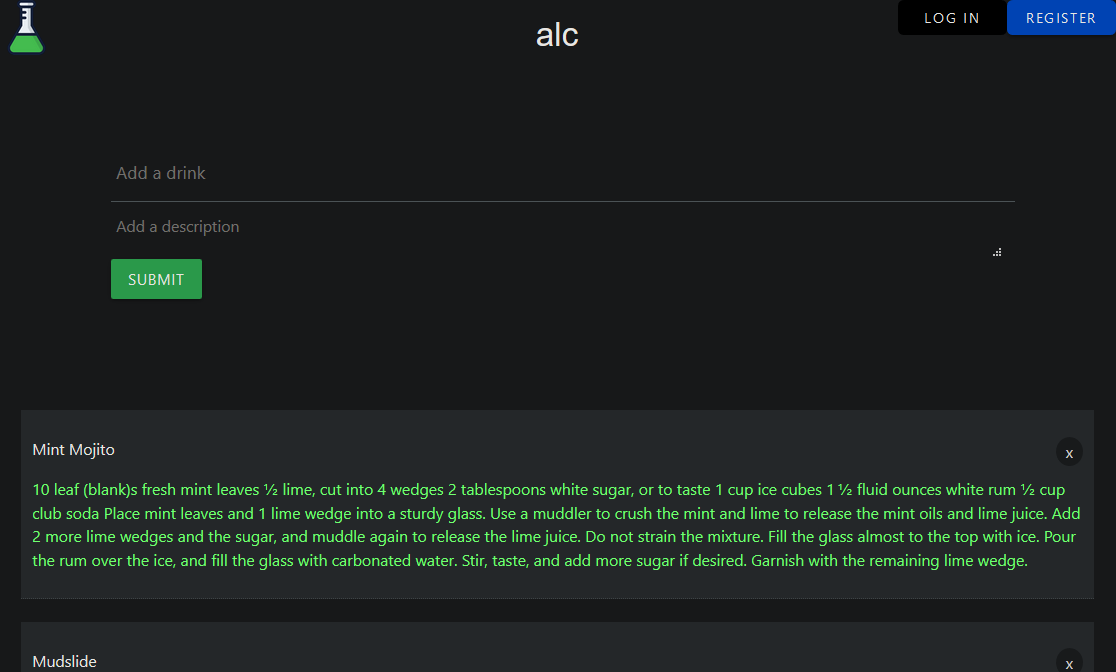 alc
LOG IN
REGISTER
Add a drink
Add a description
SUBMIT
Mint Mojito
x
10 leaf (blank)s fresh mint leaves ½ lime, cut into 4 wedges 2 tablespoons white sugar, or to taste 1 cup ice cubes 1 ½ fluid ounces white rum ½ cup
club soda Place mint leaves and 1 lime wedge into a sturdy glass. Use a muddler to crush the mint and lime to release the mint oils and lime juice. Add
2 more lime wedges and the sugar, and muddle again to release the lime juice. Do not strain the mixture. Fill the glass almost to the top with ice. Pour
the rum over the ice, and fill the glass with carbonated water. Stir, taste, and add more sugar if desired. Garnish with the remaining lime wedge.
Mudslide
x